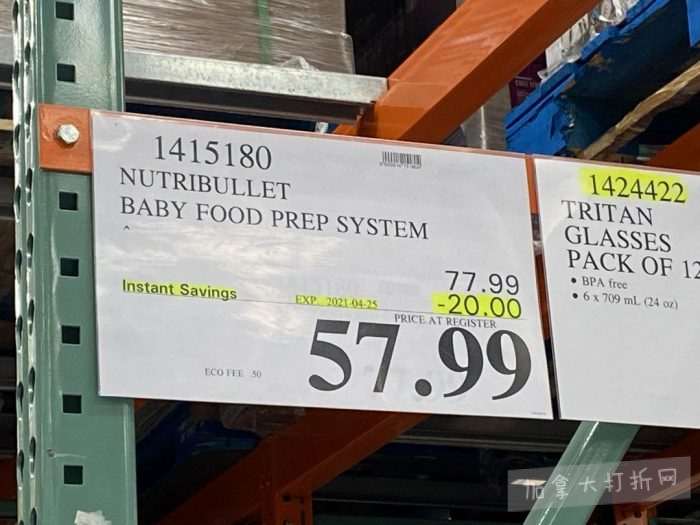 1415180
NUTRIBULLET
BABY FOOD PREP SYSTEM
77.99
Instant Savings
EXP. 2021-04-25
-20.00
PRICE AT REGISTER
57.99
ECO FEE .50
1424422
TRITAN
GLASSES
PACK OF 12
• BPA free
• 6 x 709 mL (24 oz)
加拿大打折网